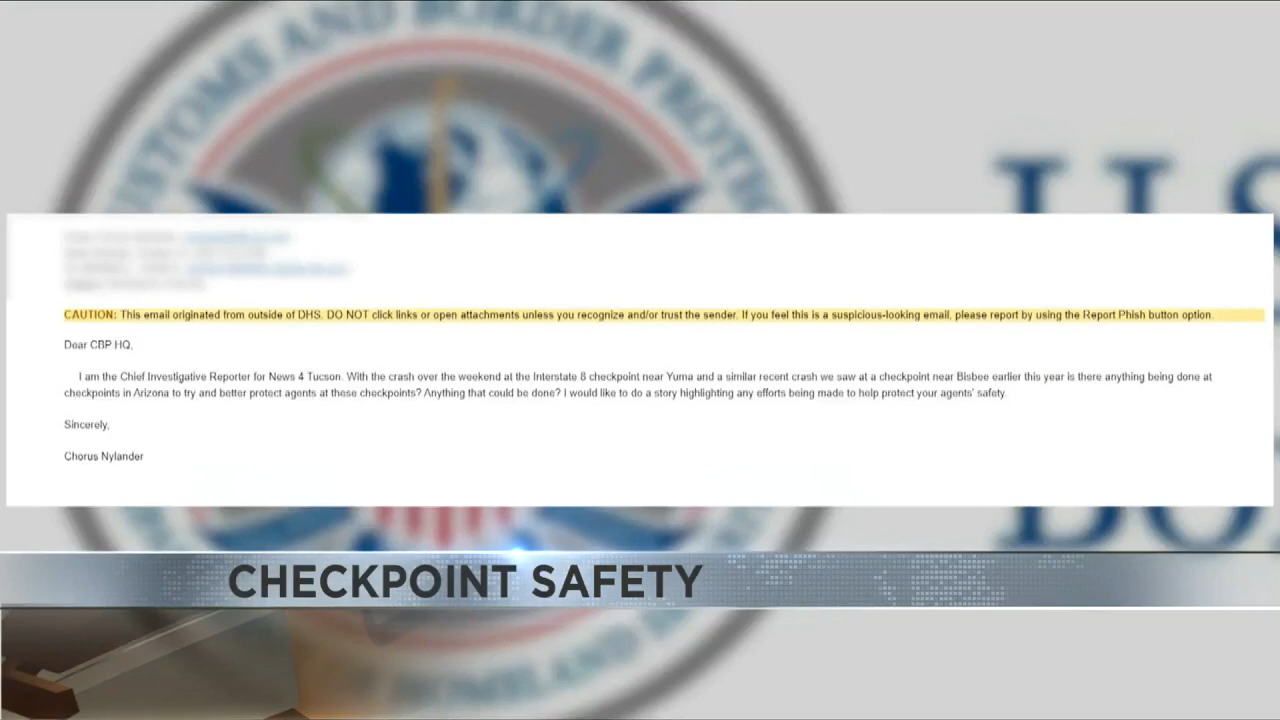 CUSTOMS AND BORDER PROTECTIO
U.S
CAUTION: This email originated from outside of DHS. DO NOT click links or open attachments unless you recognize and/or trust the sender. If you feel this is a suspicious-looking email, please report by using the Report Phish button option.
Dear CBP HQ,
I am the Chief Investigative Reporter for News 4 Tucson. With the crash over the weekend at the Interstate 8 checkpoint near Yuma and a similar recent crash we saw at a checkpoint near Bisbee earlier this year is there anything being done at
checkpoints in Arizona to try and better protect agents at these checkpoints? Anything that could be done? I would like to do a story highlighting any efforts being made to help protect your agents' safety.
Sincerely,
Chorus Nylander
BO
CHECKPOINT SAFETY
HOMELAND